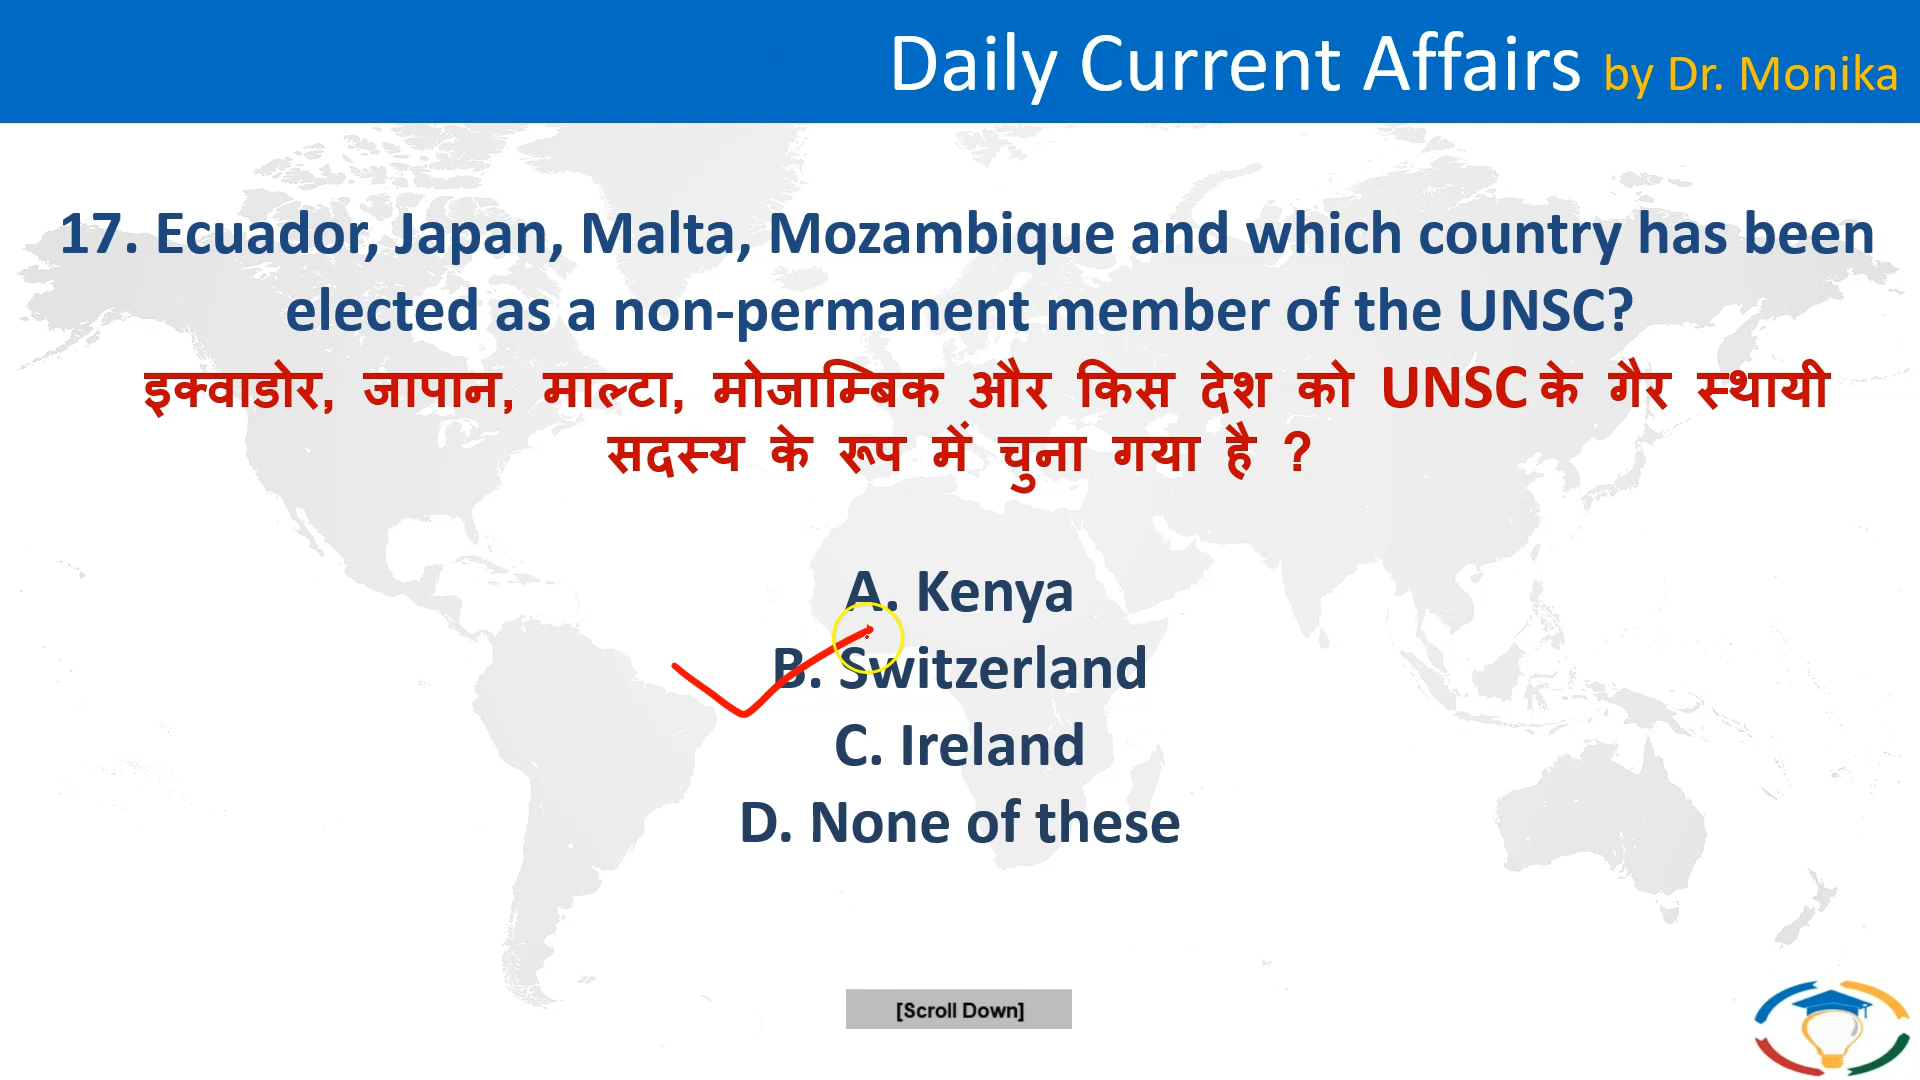 Daily Current Affairs by Dr. Monika
17. Ecuador, Japan, Malta, Mozambique and which country has been
elected as a non-permanent member of the UNSC?
इक्वाडोर, जापान, माल्टा, मोजाम्बिक और किस देश को UNSC के गैर स्थायी
सदस्य के रूप में चुना गया है ?
A. Kenya
B. Switzerland
C. Ireland
D. None of these
[Scroll Down]